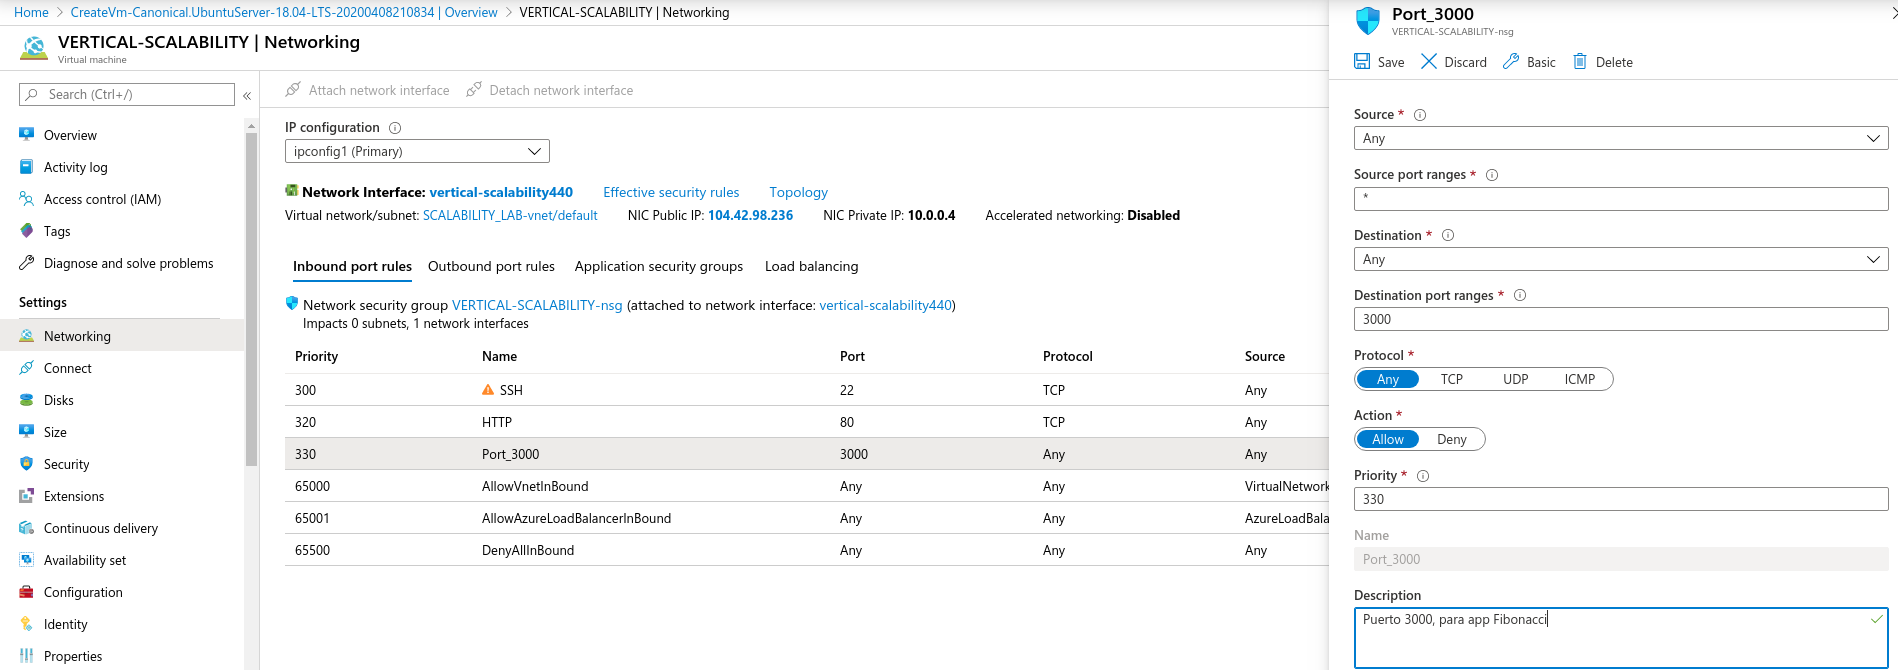 Home > CreateVm-Canonical.UbuntuServer-18.04-LTS-20200408210834 | Overview > VERTICAL-SCALABILITY | Networking
VERTICAL-SCALABILITY | Networking
Virtual machine
Search (Ctrl+/)
«
Overview
Activity log
Access control (IAM)
Tags
Diagnose and solve problems
Settings
Networking
Connect
Disks
Size
Security
Extensions
Continuous delivery
Availability set
Configuration
Identity
Properties
Attach network interface Detach network interface
IP configuration
ipconfig1 (Primary)
Network Interface: vertical-scalability440 Effective security rules Topology
Virtual network/subnet: SCALABILITY_LAB-vnet/default NIC Public IP: 104.42.98.236 NIC Private IP: 10.0.0.4 Accelerated networking: Disabled
Inbound port rules Outbound port rules Application security groups Load balancing
Network security group VERTICAL-SCALABILITY-nsg (attached to network interface: vertical-scalability440)
Impacts 0 subnets, 1 network interfaces
Priority Name Port Protocol Source
300 SSH 22 TCP Any
320 HTTP 80 TCP Any
330 Port_3000 3000 Any Any
65000 AllowVnetInBound Any Any VirtualNetwork
65001 AllowAzureLoadBalancerInBound Any Any AzureLoadBala
65500 DenyAllInBound Any Any Any
Port_3000
VERTICAL-SCALABILITY-nsg
Save Discard Basic Delete
Source *
Any
Source port ranges *
*
Destination *
Any
Destination port ranges *
3000
Protocol *
Any TCP UDP ICMP
Action *
Allow Deny
Priority *
330
Name
Port_3000
Description
Puerto 3000, para app Fibonacci